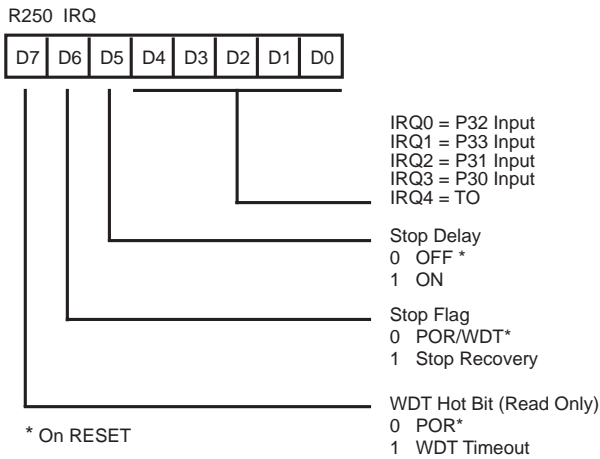 R250 IRQ
D7 D6 D5 D4 D3 D2 D1 D0
IRQ0 = P32 Input
IRQ1 = P33 Input
IRQ2 = P31 Input
IRQ3 = P30 Input
IRQ4 = TO
Stop Delay
0 OFF *
1 ON
Stop Flag
0 POR/WDT*
1 Stop Recovery
WDT Hot Bit (Read Only)
0 POR*
1 WDT Timeout
* On RESET